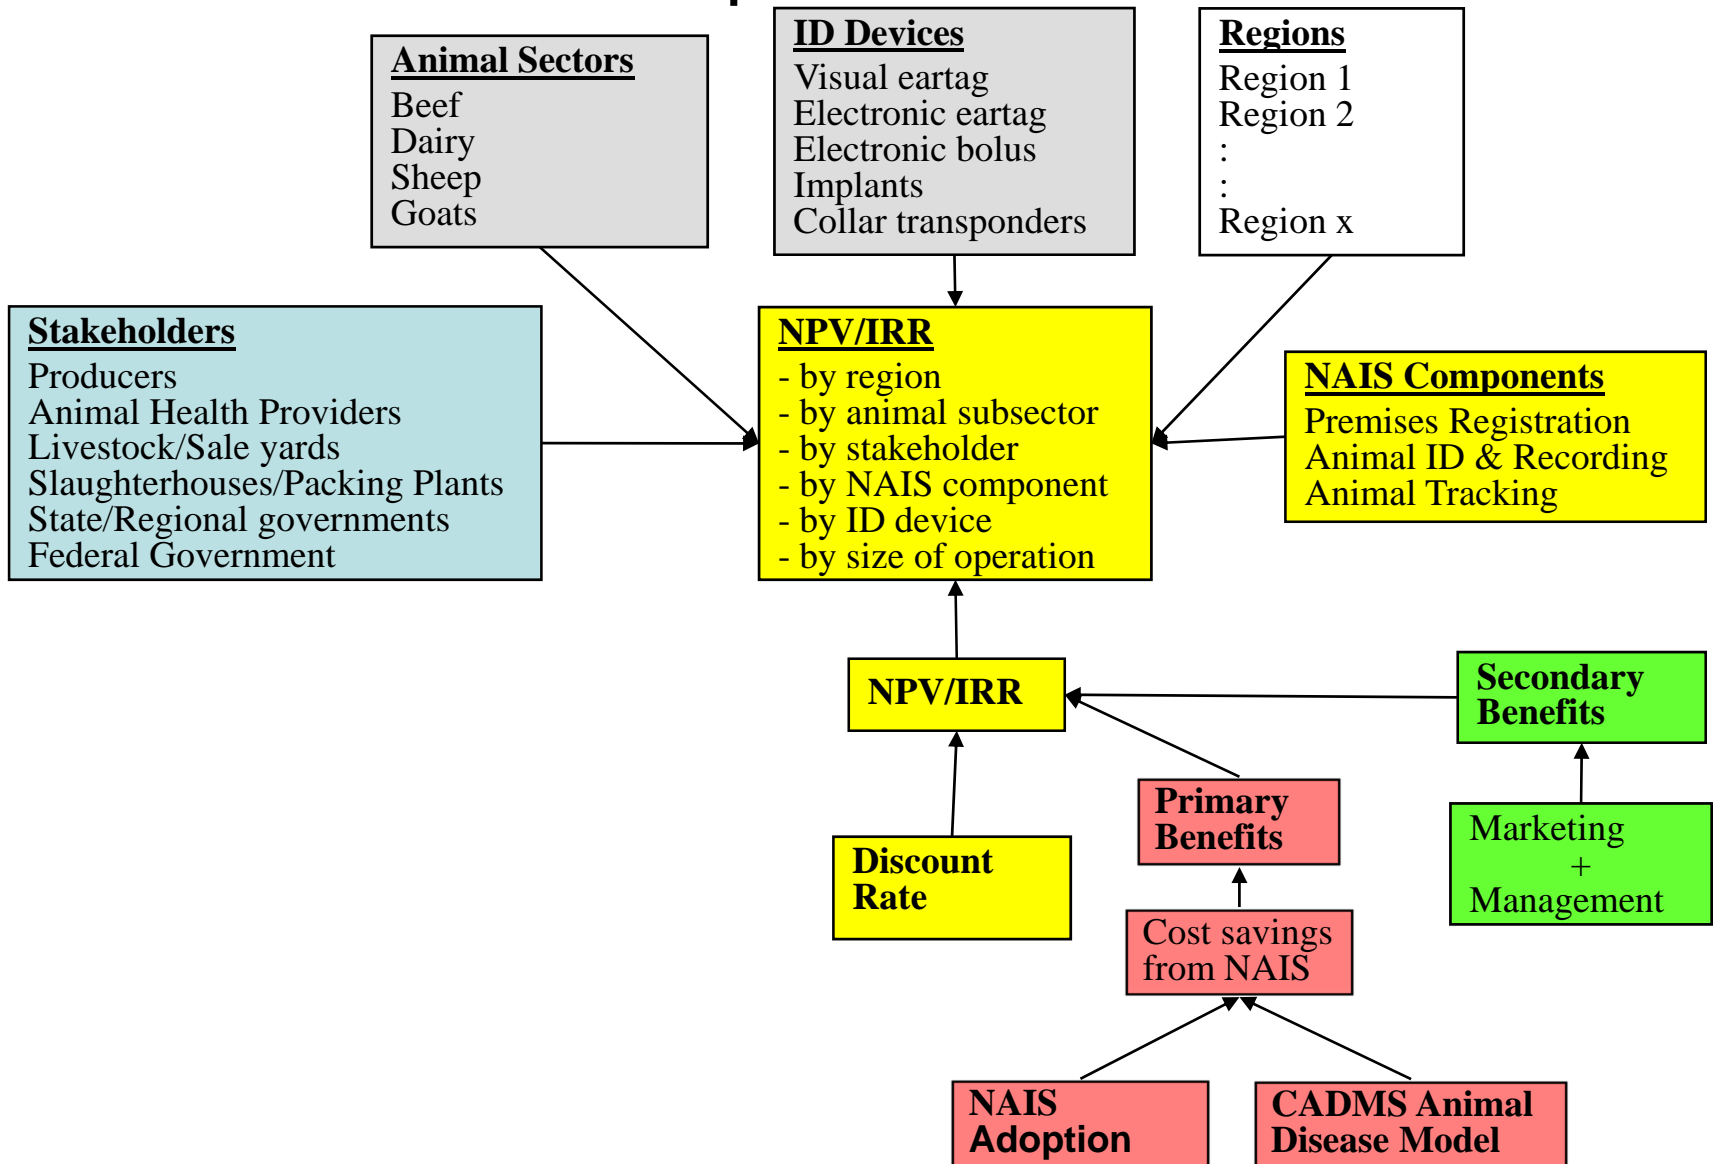 Animal Sectors
Beef
Dairy
Sheep
Goats
ID Devices
Visual eartag
Electronic eartag
Electronic bolus
Implants
Collar transponders
Regions
Region 1
Region 2
:
:
Region x
Stakeholders
Producers
Animal Health Providers
Livestock/Sale yards
Slaughterhouses/Packing Plants
State/Regional governments
Federal Government
NPV/IRR
- by region
- by animal subsector
- by stakeholder
- by NAIS component
- by ID device
- by size of operation
NAIS Components
Premises Registration
Animal ID & Recording
Animal Tracking
NPV/IRR
Secondary
Benefits
Primary
Benefits
Marketing
+
Management
Discount
Rate
Cost savings
from NAIS
NAIS
Adoption
CADMS Animal
Disease Model